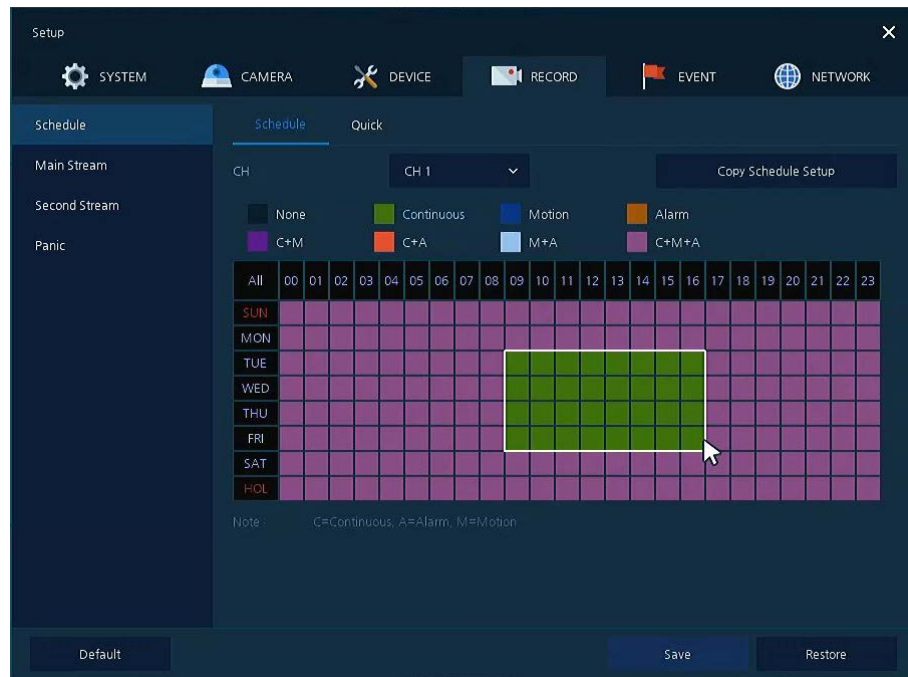 Setup
SYSTEM CAMERA DEVICE RECORD EVENT NETWORK
Schedule
Main Stream
Second Stream
Panic
Schedule Quick
CH CH 1 Copy Schedule Setup
None Continuous Motion Alarm
C+M C+A M+A C+M+A
All 00 01 02 03 04 05 06 07 08 09 10 11 12 13 14 15 16 17 18 19 20 21 22 23
SUN
MON
TUE
WED
THU
FRI
SAT
HOL
Note : C=Continuous, A=Alarm, M=Motion
Default Save Restore